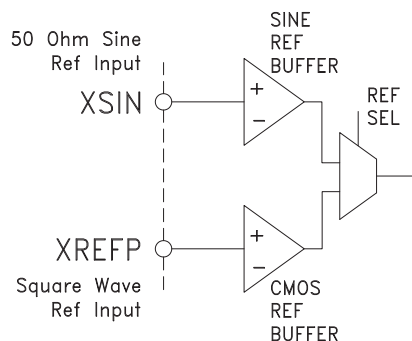 50 Ohm Sine
Ref Input
XSIN
SINE
REF
BUFFER
+
−
REF
SEL
XREFP
Square Wave
Ref Input
+
−
CMOS
REF
BUFFER